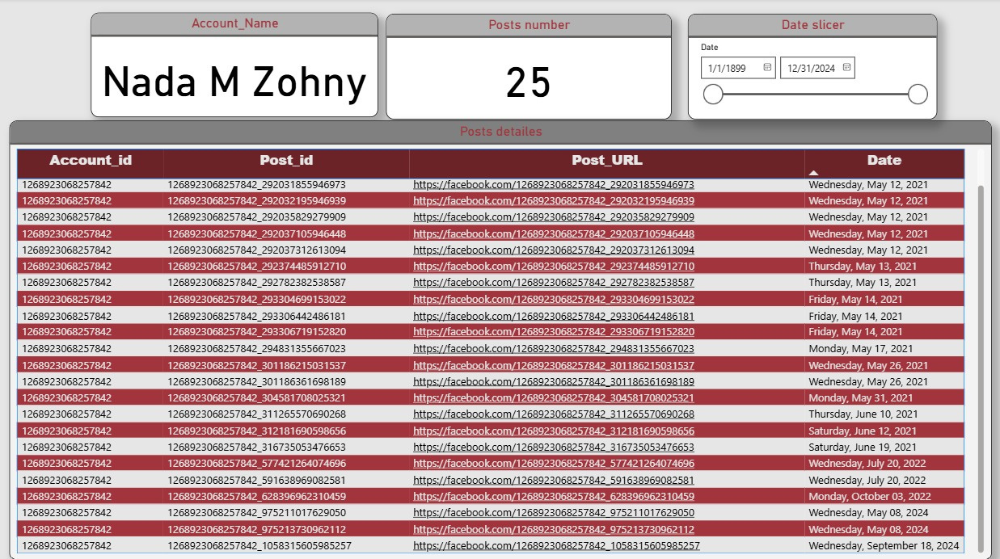 Account_Name
Nada M Zohny
Posts number
25
Date slicer
Date
1/1/1899 12/31/2024
Posts detailes
Account_id Post_id Post_URL Date
1268923068257842 1268923068257842_292031855946973 https://facebook.com/1268923068257842_292031855946973 Wednesday, May 12, 2021
1268923068257842 1268923068257842_292032195946939 https://facebook.com/1268923068257842_292032195946939 Wednesday, May 12, 2021
1268923068257842 1268923068257842_292035829279909 https://facebook.com/1268923068257842_292035829279909 Wednesday, May 12, 2021
1268923068257842 1268923068257842_292037105946448 https://facebook.com/1268923068257842_292037105946448 Wednesday, May 12, 2021
1268923068257842 1268923068257842_292037312613094 https://facebook.com/1268923068257842_292037312613094 Wednesday, May 12, 2021
1268923068257842 1268923068257842_292374485912710 https://facebook.com/1268923068257842_292374485912710 Thursday, May 13, 2021
1268923068257842 1268923068257842_292782382538587 https://facebook.com/1268923068257842_292782382538587 Thursday, May 13, 2021
1268923068257842 1268923068257842_293304699153022 https://facebook.com/1268923068257842_293304699153022 Friday, May 14, 2021
1268923068257842 1268923068257842_293306442486181 https://facebook.com/1268923068257842_293306442486181 Friday, May 14, 2021
1268923068257842 1268923068257842_293306719152820 https://facebook.com/1268923068257842_293306719152820 Friday, May 14, 2021
1268923068257842 1268923068257842_294831355667023 https://facebook.com/1268923068257842_294831355667023 Monday, May 17, 2021
1268923068257842 1268923068257842_301186215031537 https://facebook.com/1268923068257842_301186215031537 Wednesday, May 26, 2021
1268923068257842 1268923068257842_301186361698189 https://facebook.com/1268923068257842_301186361698189 Wednesday, May 26, 2021
1268923068257842 1268923068257842_304581708025321 https://facebook.com/1268923068257842_304581708025321 Monday, May 31, 2021
1268923068257842 1268923068257842_311265570690268 https://facebook.com/1268923068257842_311265570690268 Thursday, June 10, 2021
1268923068257842 1268923068257842_312181690598656 https://facebook.com/1268923068257842_312181690598656 Saturday, June 12, 2021
1268923068257842 1268923068257842_316735053476653 https://facebook.com/1268923068257842_316735053476653 Saturday, June 19, 2021
1268923068257842 1268923068257842_577421264074696 https://facebook.com/1268923068257842_577421264074696 Wednesday, July 20, 2022
1268923068257842 1268923068257842_591638969082581 https://facebook.com/1268923068257842_591638969082581 Wednesday, July 20, 2022
1268923068257842 1268923068257842_628396962310459 https://facebook.com/1268923068257842_628396962310459 Monday, October 03, 2022
1268923068257842 1268923068257842_975211017629050 https://facebook.com/1268923068257842_975211017629050 Wednesday, May 08, 2024
1268923068257842 1268923068257842_975213730962112 https://facebook.com/1268923068257842_975213730962112 Wednesday, May 08, 2024
1268923068257842 1268923068257842_1058315605985257 https://facebook.com/1268923068257842_1058315605985257 Wednesday, September 18, 2024